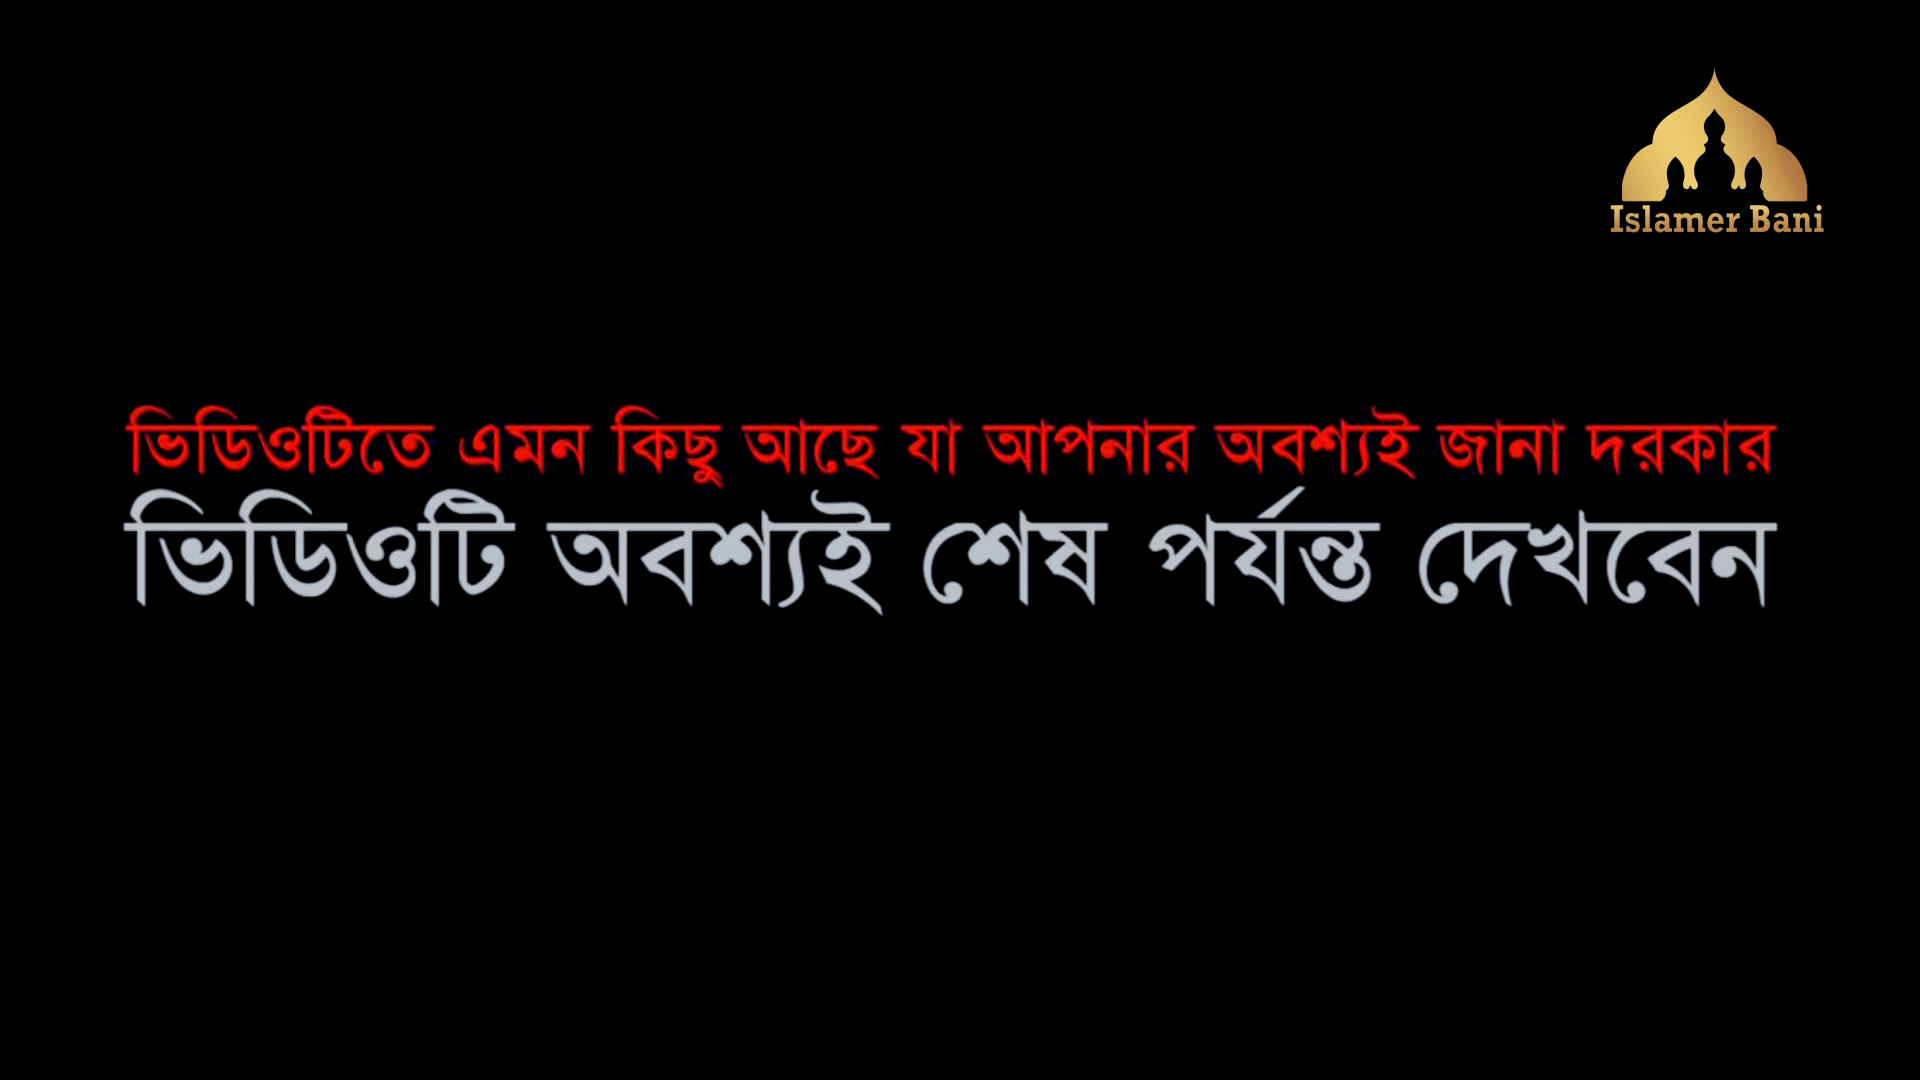 Islamer Bani
ভিডিওটিতে এমন কিছু আছে যা আপনার অবশ্যই জানা দরকার
ভিডিওটি অবশ্যই শেষ পর্যন্ত দেখবেন